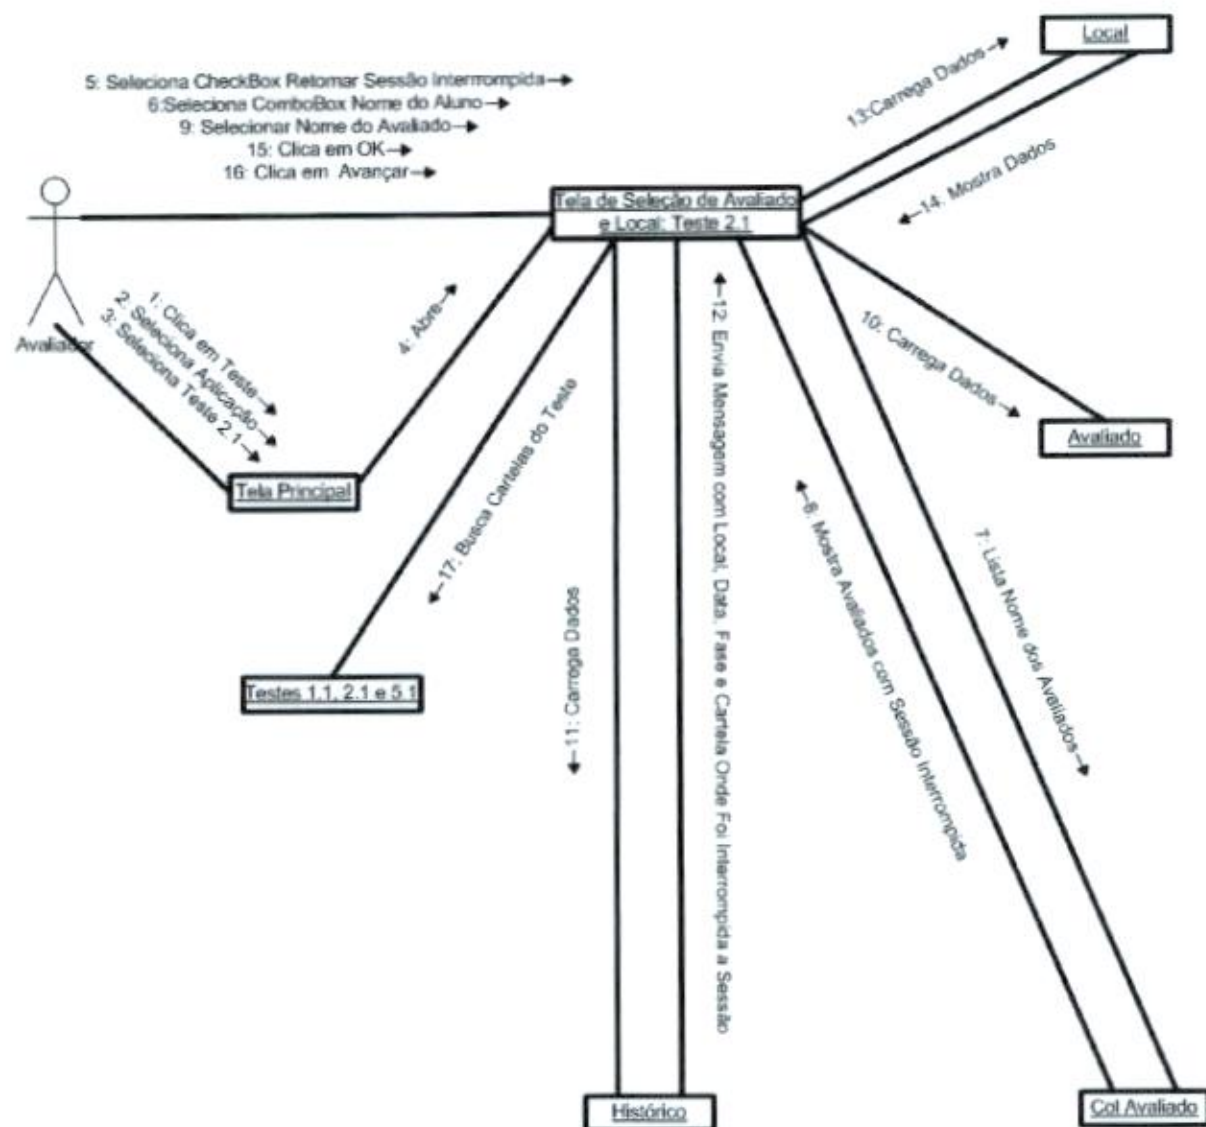 Local
5: Seleciona CheckBox Retomar Sessão Interrrompida
6:Seleciona ComboBox Nome do Aluno
9: Selecionar Nome do Avaliado
15: Clica em OK
16: Clica em Avançar
13:Carrega Dados
14: Mostra Dados
Tela de Seleção de Avaliado
e Local: Teste 2.1
Avaliador
1: Clica em Teste
2: Seleciona Aplicação
3: Seleciona Teste 2.1
4: Abre
Tela Principal
10: Carrega Dados
Avaliado
17: Busca Cartelas do Teste
Testes 1.1, 2.1 e 5.1
11: Carrega Dados
12: Envia Mensagem com Local, Data, Fase e Cartela Onde Foi Interrompida a Sessão
8: Mostra Avaliados com Sessão Interrompida
7: Lista Nome dos Avaliados
Histórico
Col Avaliado